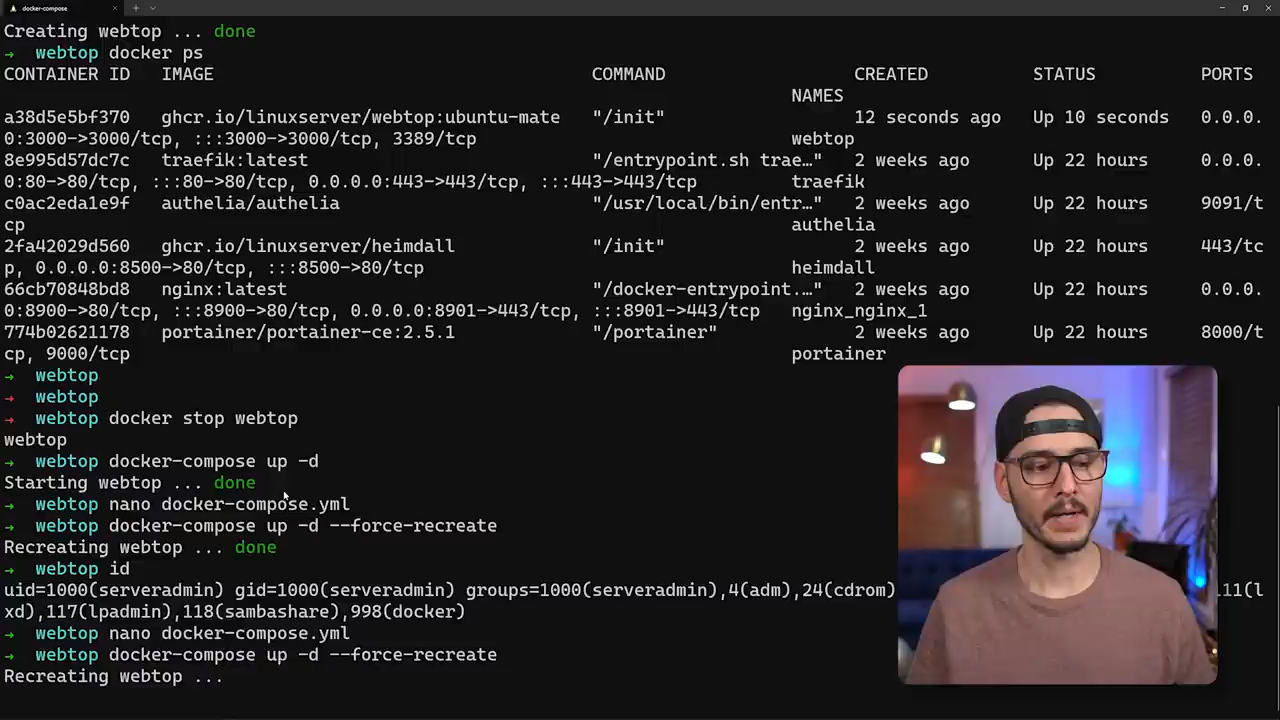 docker-compose
Creating webtop ... done
→ webtop docker ps
CONTAINER ID IMAGE COMMAND CREATED STATUS PORTS
NAMES
a38d5e5bf370 ghcr.io/linuxserver/webtop:ubuntu-mate "/init" 12 seconds ago Up 10 seconds 0.0.0.
0:3000->3000/tcp, :::3000->3000/tcp, 3389/tcp webtop
8e995d57dc7c traefik:latest "/entrypoint.sh trae…" 2 weeks ago Up 22 hours 0.0.0.
0:80->80/tcp, :::80->80/tcp, 0.0.0.0:443->443/tcp, :::443->443/tcp traefik
c0ac2eda1e9f authelia/authelia "/usr/local/bin/entr…" 2 weeks ago Up 22 hours 9091/t
cp authelia
2fa42029d560 ghcr.io/linuxserver/heimdall "/init" 2 weeks ago Up 22 hours 443/tc
p, 0.0.0.0:8500->80/tcp, :::8500->80/tcp heimdall
66cb70848bd8 nginx:latest "/docker-entrypoint.…" 2 weeks ago Up 22 hours 0.0.0.
0:8900->80/tcp, :::8900->80/tcp, 0.0.0.0:8901->443/tcp, :::8901->443/tcp nginx_nginx_1
774b02621178 portainer/portainer-ce:2.5.1 "/portainer" 2 weeks ago Up 22 hours 8000/t
cp, 9000/tcp portainer
→ webtop
→ webtop
→ webtop docker stop webtop
webtop
→ webtop docker-compose up -d
Starting webtop ... done
→ webtop nano docker-compose.yml
→ webtop docker-compose up -d --force-recreate
Recreating webtop ... done
→ webtop id
uid=1000(serveradmin) gid=1000(serveradmin) groups=1000(serveradmin),4(adm),24(cdrom) 11(l
xd),117(lpadmin),118(sambashare),998(docker)
→ webtop nano docker-compose.yml
→ webtop docker-compose up -d --force-recreate
Recreating webtop ...